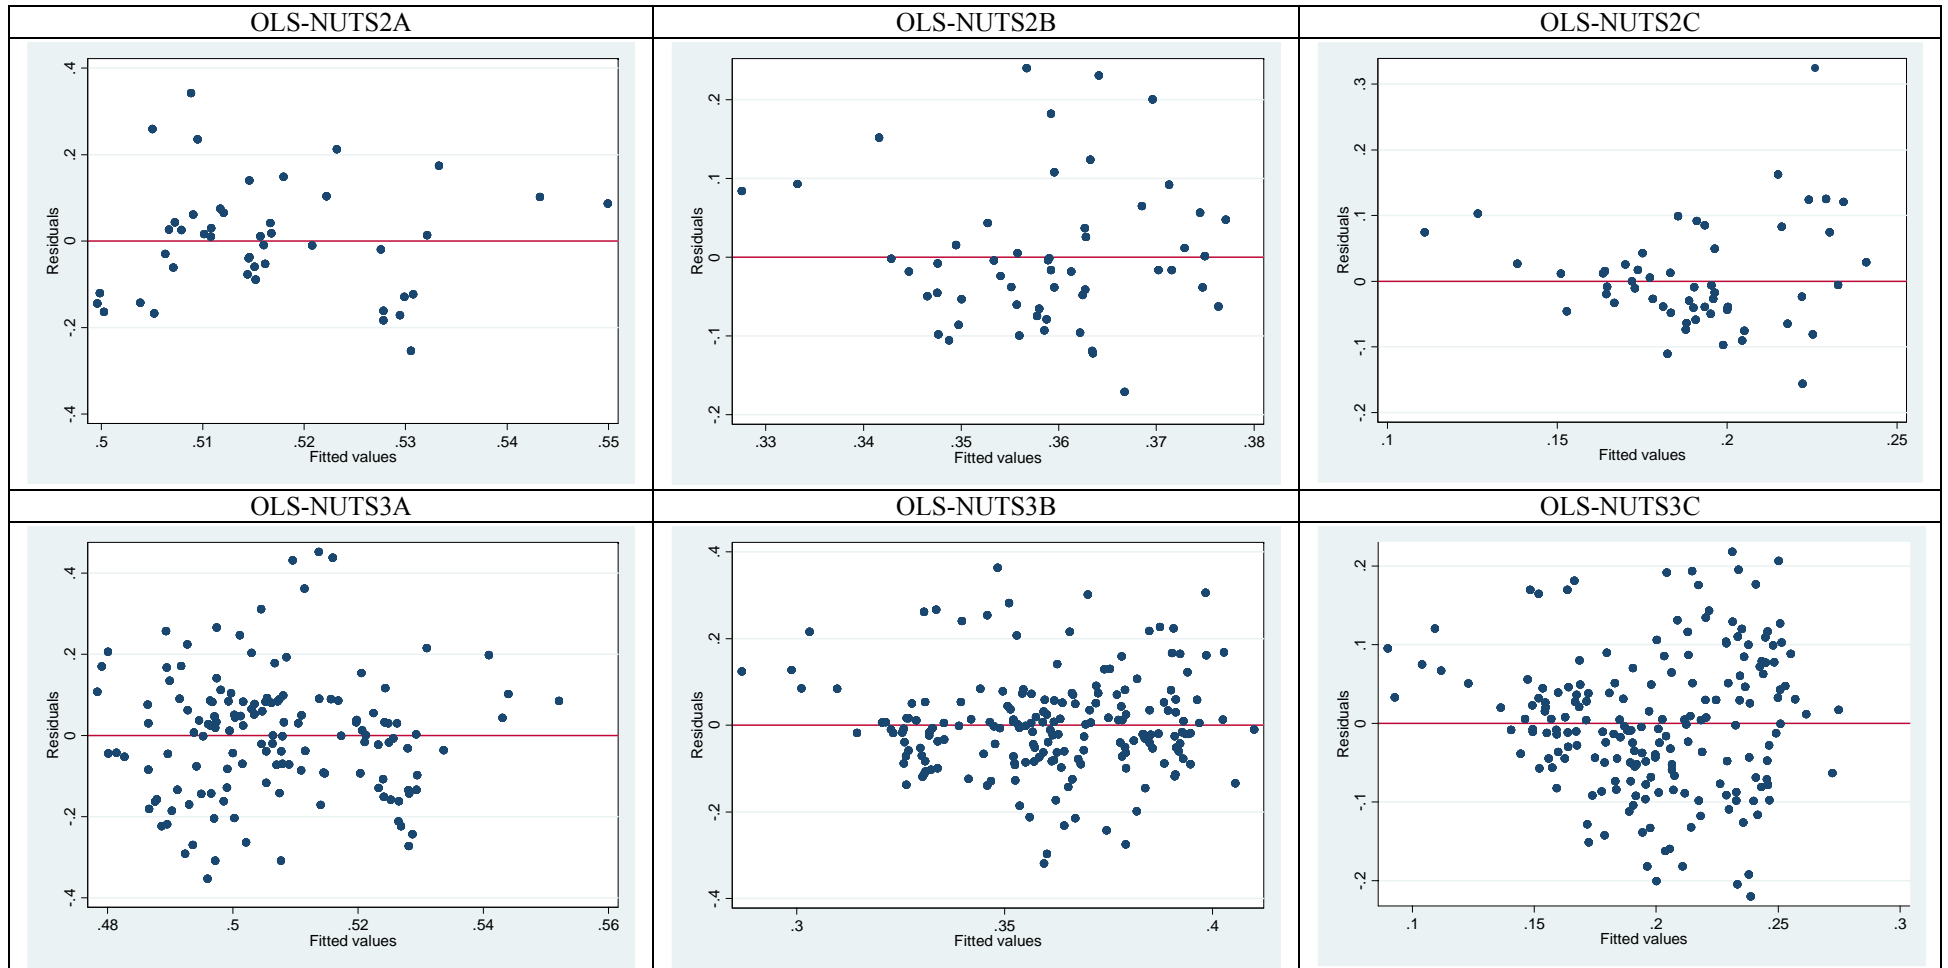 OLS-NUTS2A
OLS-NUTS2B
OLS-NUTS2C
Residuals
.4
.2
0
-.2
-.4
.5 .51 .52 .53 .54 .55
Fitted values
Residuals
.2
.1
0
-.1
-.2
.33 .34 .35 .36 .37 .38
Fitted values
Residuals
.3
.2
.1
0
-.1
-.2
.1 .15 .2 .25
Fitted values
OLS-NUTS3A
OLS-NUTS3B
OLS-NUTS3C
Residuals
.4
.2
0
-.2
-.4
.48 .5 .52 .54 .56
Fitted values
Residuals
.4
.2
0
-.2
-.4
.3 .35 .4
Fitted values
Residuals
.2
.1
0
-.1
-.2
.1 .15 .2 .25 .3
Fitted values